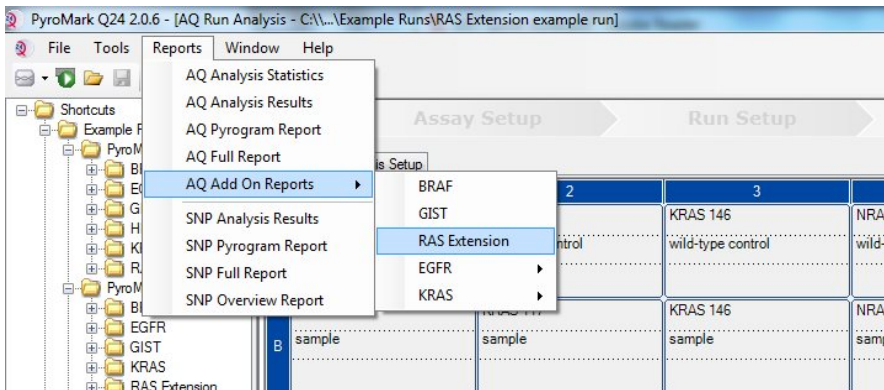 PyroMark Q24 2.0.6 - [AQ Run Analysis - C:\\...\Example Runs\RAS Extension example run]
File Tools Reports Window Help
AQ Analysis Statistics
AQ Analysis Results
AQ Pyrogram Report
AQ Full Report
AQ Add On Reports
SNP Analysis Results
SNP Pyrogram Report
SNP Full Report
SNP Overview Report
BRAF
GIST
RAS Extension
EGFR
KRAS
Shortcuts
Example
EGFR
GIST
KRAS
RAS Extension
Assay Setup Run Setup
Setup
2 3
KRAS 146
wild-type control
B
KRAS 146
sample sample sample